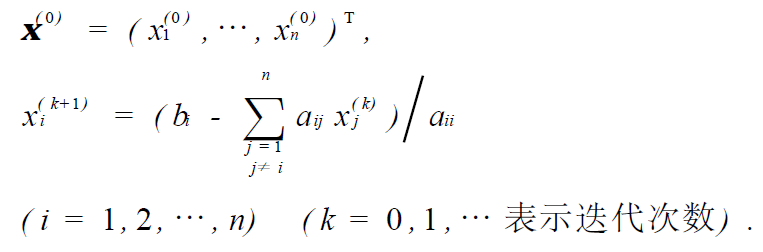 x^(0) = ( x_1^(0) , ⋯, x_n^(0) )^T ,
x_i^(k+1) = ( b_i - ∑_{j=1, j≠i}^{n} a_ij x_j^(k) ) / a_ii
( i = 1,2, ⋯, n) ( k = 0,1, ⋯ 表示迭代次数) .